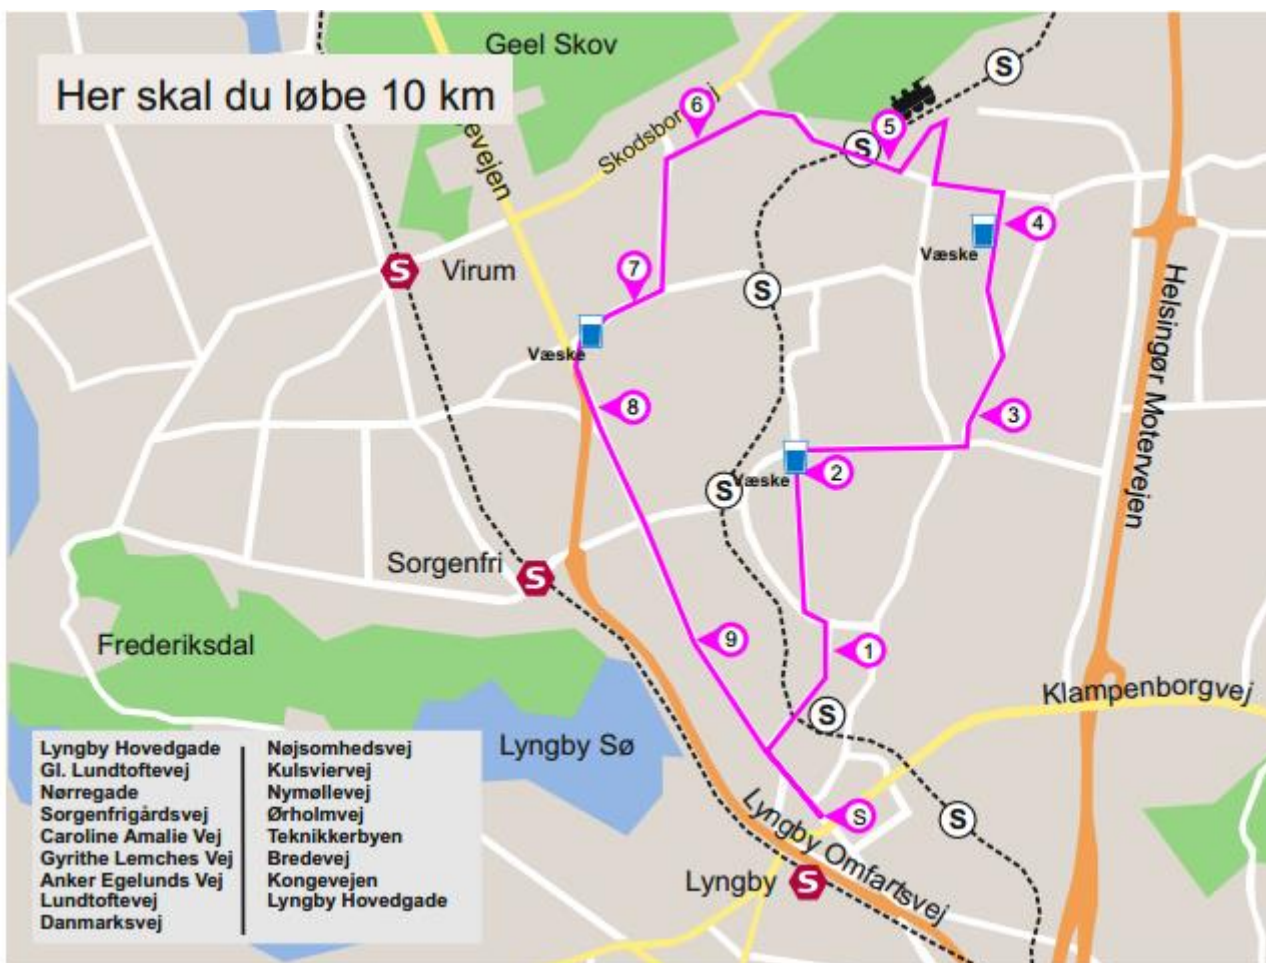 Geel Skov
Her skal du løbe 10 km
S
6
5
S
4
Væske
Virum
S
7
S
Væske
8
3
Helsingør Motervejen
S
Væske
2
Sorgenfri
S
Frederiksdal
9
1
Klampenborgvej
S
Lyngby Sø
S
S
Lyngby Omfartsvej
Lyngby
S
Lyngby Hovedgade
Gl. Lundtoftevej
Nørregade
Sorgenfrigårdsvej
Caroline Amalie Vej
Gyrithe Lemches Vej
Anker Egelunds Vej
Lundtoftevej
Danmarksvej
Nøjsomhedsvej
Kulsviervej
Nymøllevej
Ørholmvej
Teknikkerbyen
Bredevej
Kongevejen
Lyngby Hovedgade